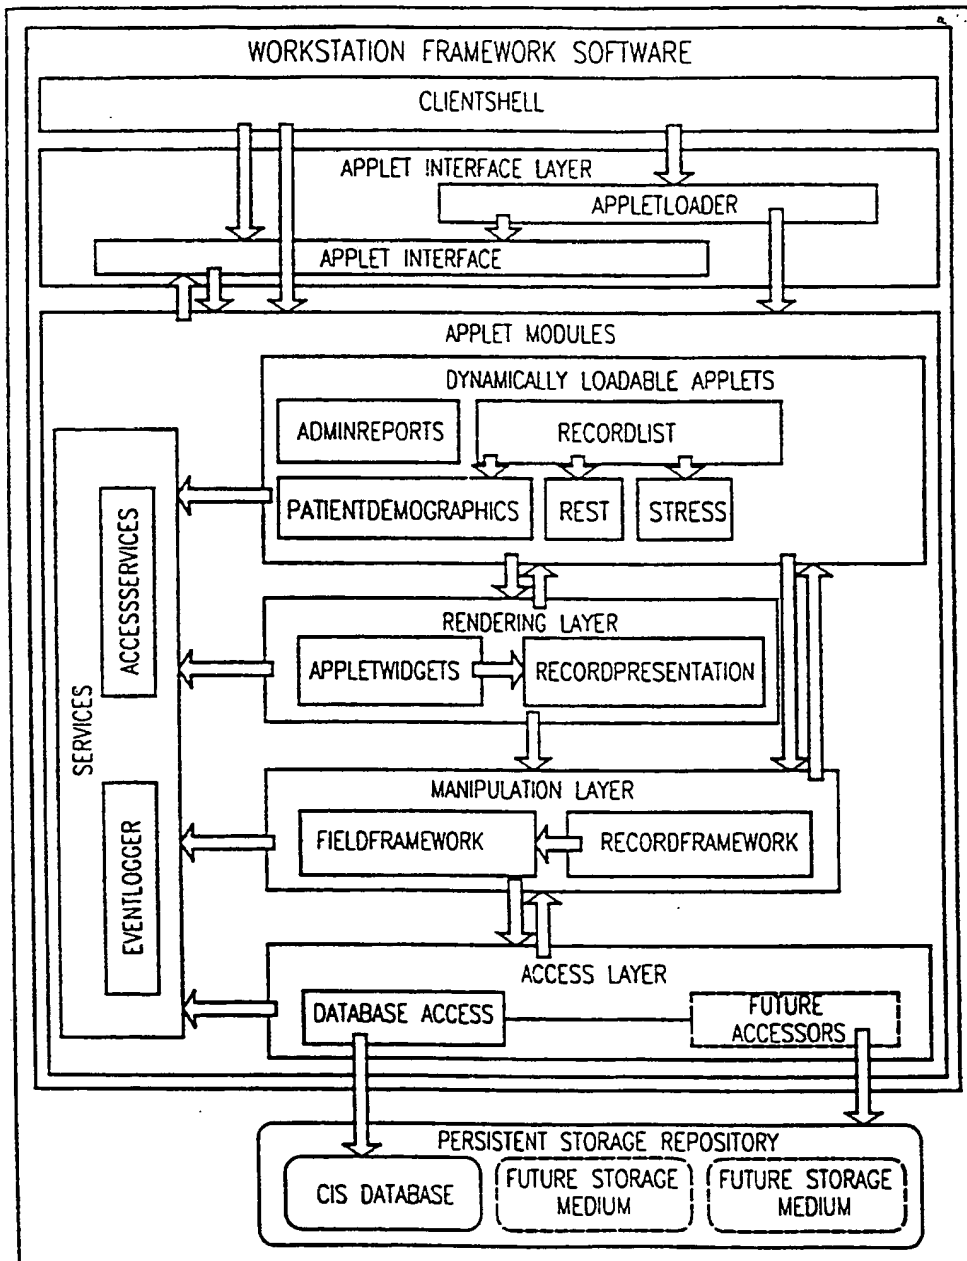 WORKSTATION FRAMEWORK SOFTWARE
CLIENTSHELL
APPLET INTERFACE LAYER
APPLETLOADER
APPLET INTERFACE
APPLET MODULES
DYNAMICALLY LOADABLE APPLETS
ADMINREPORTS
RECORDLIST
PATIENTDEMOGRAPHICS
REST
STRESS
SERVICES
ACCESSSERVICES
EVENTLOGGER
RENDERING LAYER
APPLETWIDGETS
RECORDPRESENTATION
MANIPULATION LAYER
FIELDFRAMEWORK
RECORDFRAMEWORK
ACCESS LAYER
DATABASE ACCESS
FUTURE
ACCESSORS
PERSISTENT STORAGE REPOSITORY
CIS DATABASE
FUTURE STORAGE
MEDIUM
FUTURE STORAGE
MEDIUM